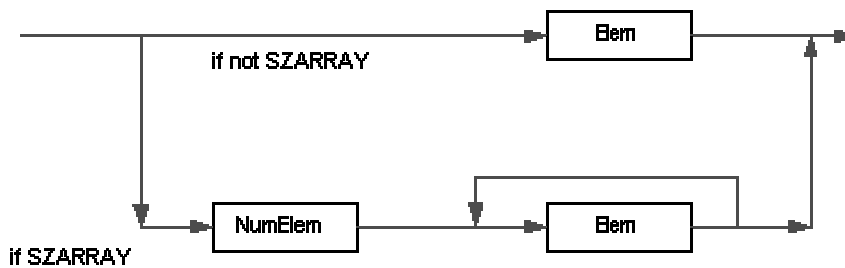 Elem
if not SZARRAY
NumElem
Elem
if SZARRAY